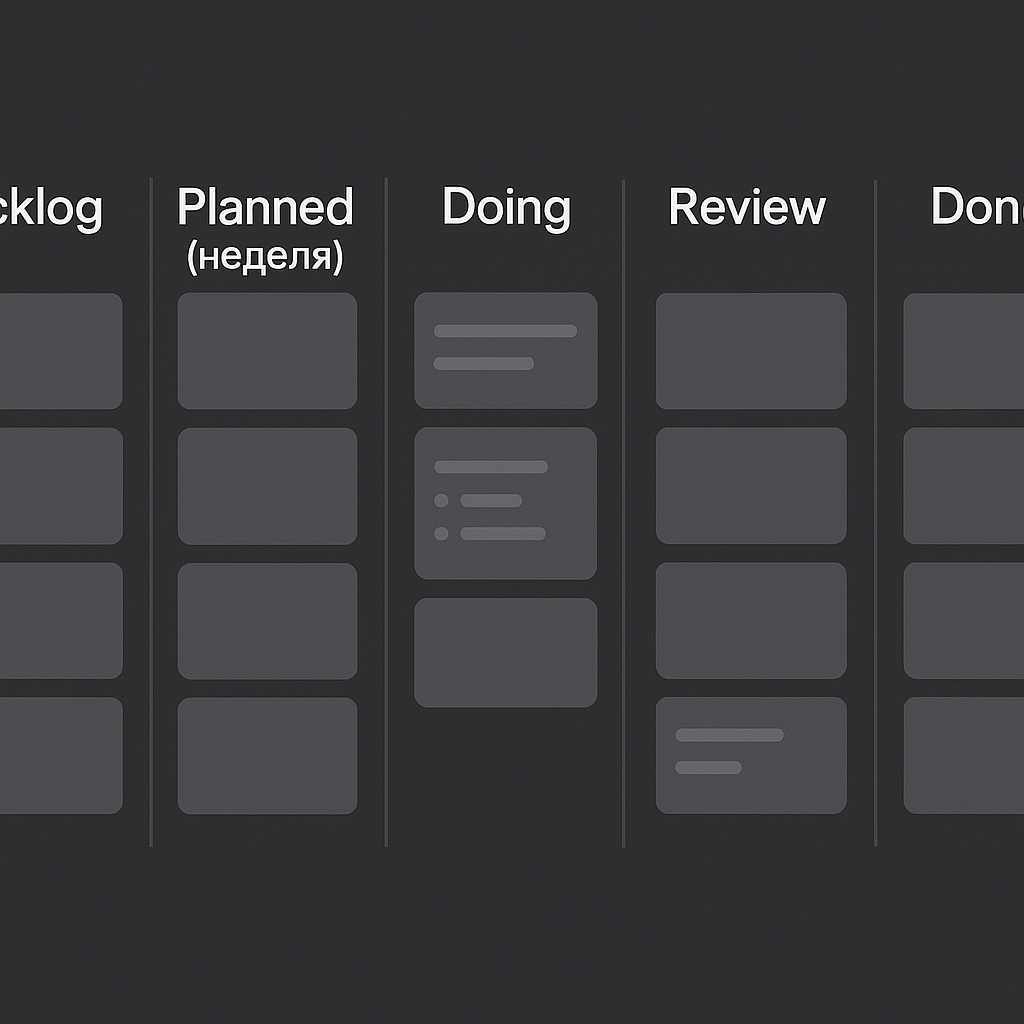 cklog
Planned
(неделя)
Doing
Review
Don